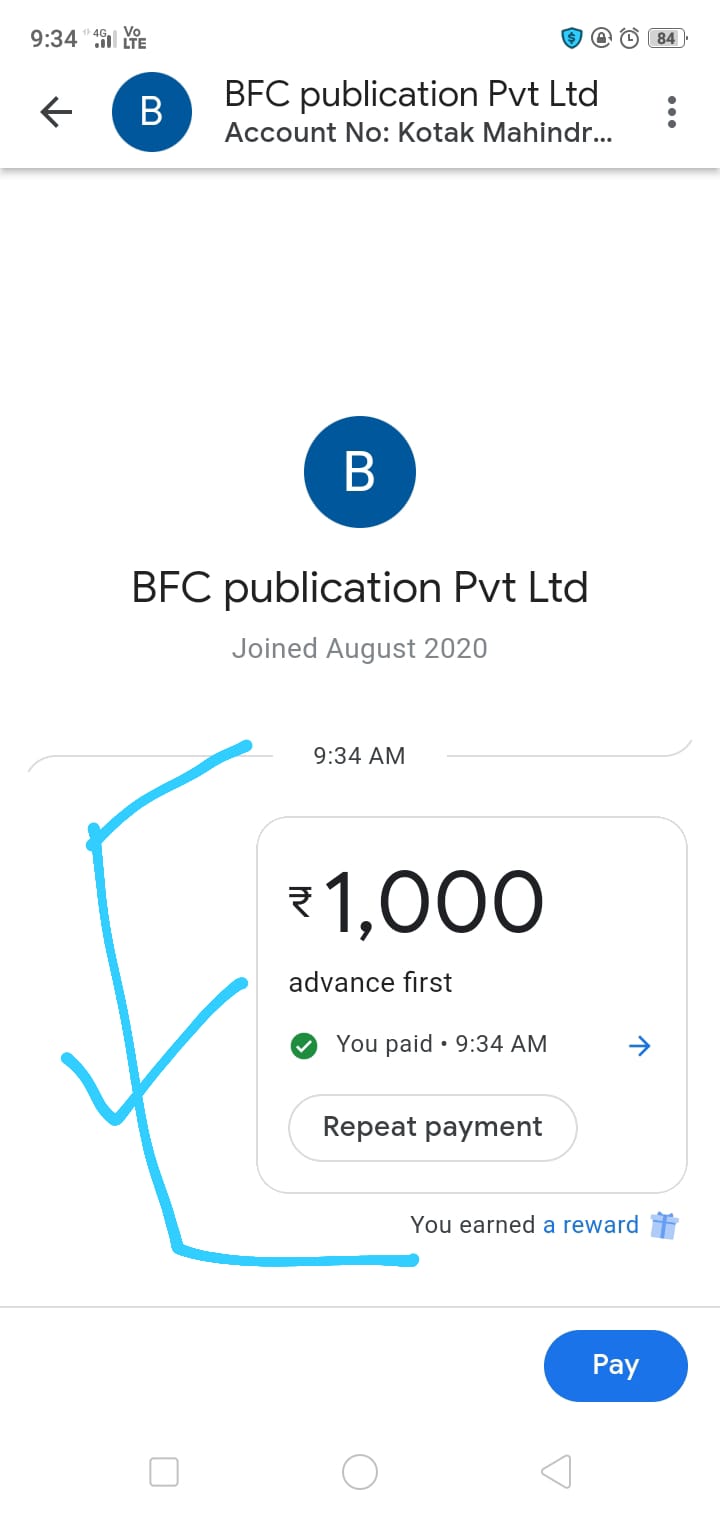 9:34 4G Vo LTE 84
B
BFC publication Pvt Ltd
Account No: Kotak Mahindr...
B
BFC publication Pvt Ltd
Joined August 2020
9:34 AM
₹1,000
advance first
You paid • 9:34 AM
Repeat payment
You earned a reward
Pay